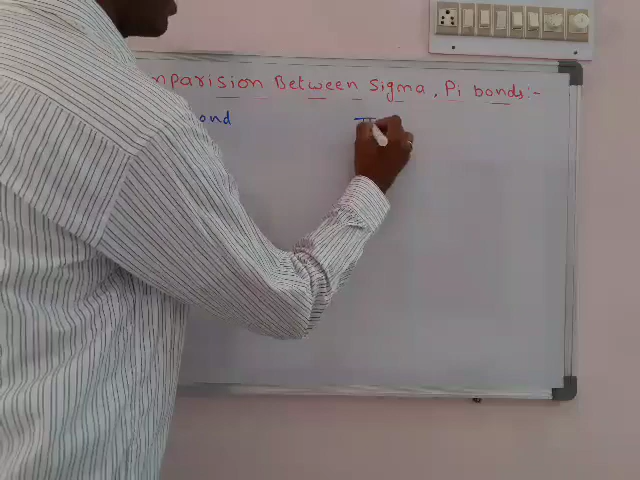 mparision Between Sigma, Pi bonds:-
ond π